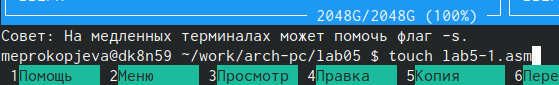 2048G/2048G (100%)
Совет: На медленных терминалах может помочь флаг -s.
meprokopjeva@dk8n59 ~/work/arch-pc/lab05 $ touch lab5-1.asm
1Помощь 2Меню 3Просмотр 4Правка 5Копия 6Пере